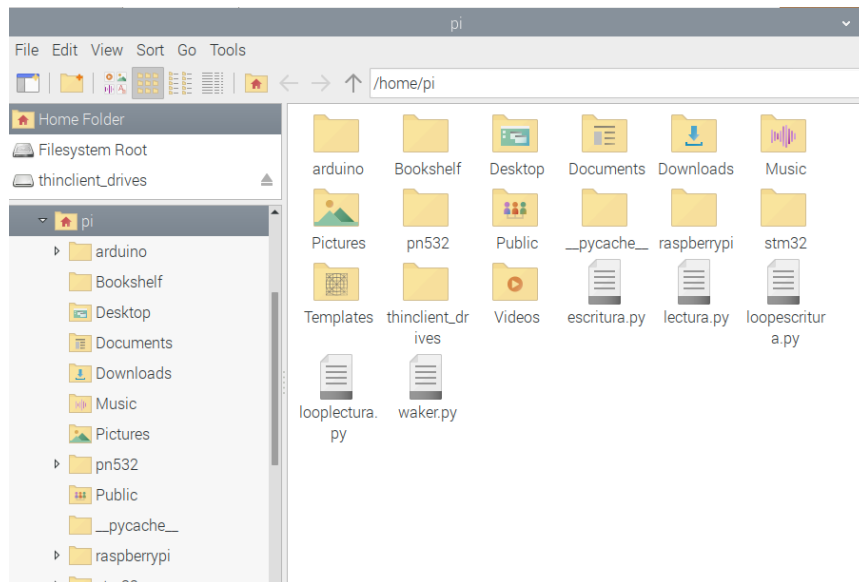 pi
File Edit View Sort Go Tools
/home/pi
Home Folder
Filesystem Root
thinclient_drives
pi
arduino
Bookshelf
Desktop
Documents
Downloads
Music
Pictures
pn532
Public
__pycache__
raspberrypi
arduino Bookshelf Desktop Documents Downloads Music
Pictures pn532 Public __pycache__ raspberrypi stm32
Templates thinclient_dr Videos escritura.py lectura.py loopescritur
ives a.py
looplectura. waker.py
py